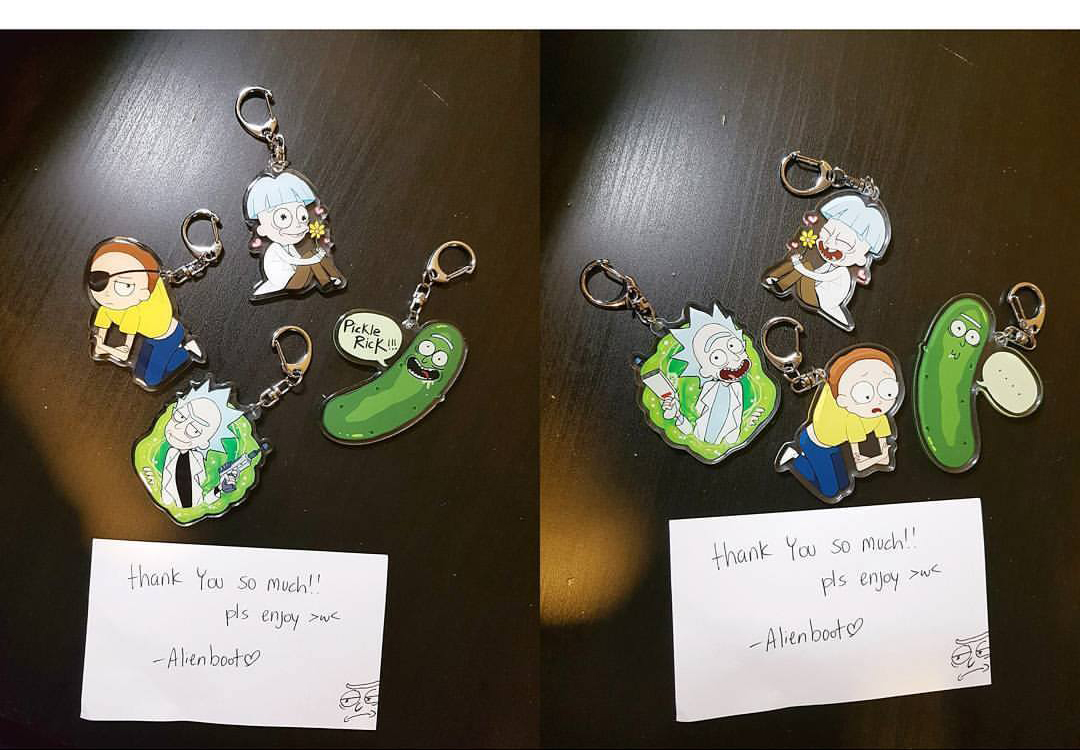 Pickle
Rick!!!
thank You so much!!
pls enjoy >w<
-Alienboot♡
....
thank You so much!!
pls enjoy >w<
-Alienboot♡